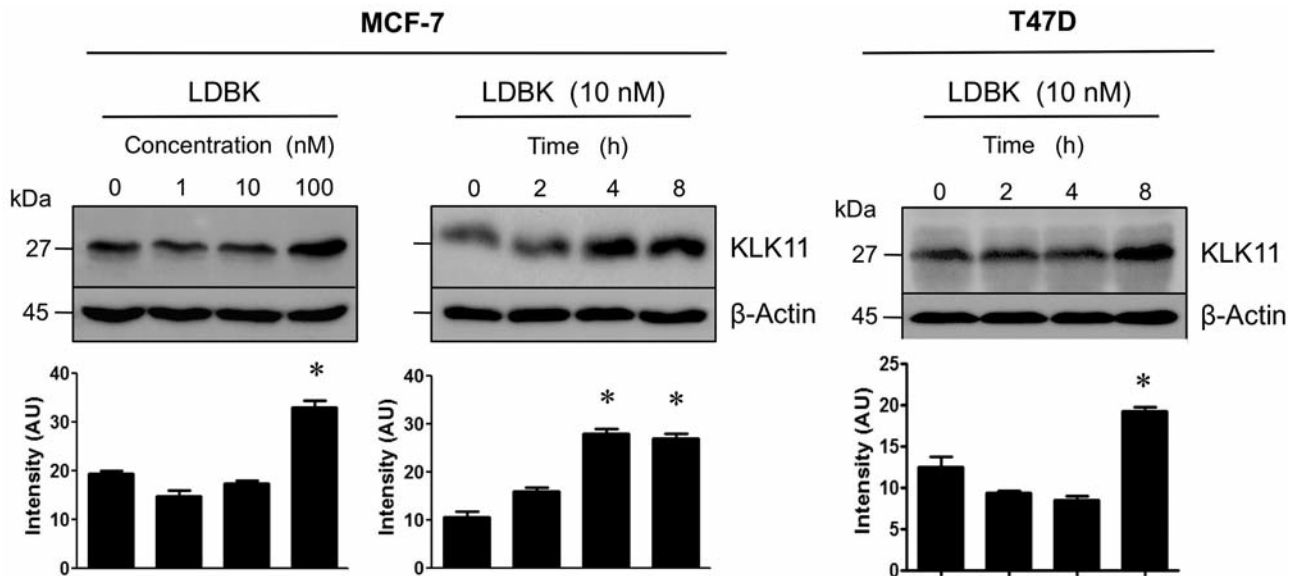 MCF-7
T47D
LDBK
LDBK (10 nM)
LDBK (10 nM)
Concentration (nM)
Time (h)
Time (h)
kDa
0 1 10 100
0 2 4 8
kDa
0 2 4 8
27
KLK11
27
KLK11
45
β-Actin
45
β-Actin
Intensity (AU)
40
30
20
10
0
*
Intensity (AU)
40
30
20
10
0
* *
Intensity (AU)
25
20
15
10
5
0
*